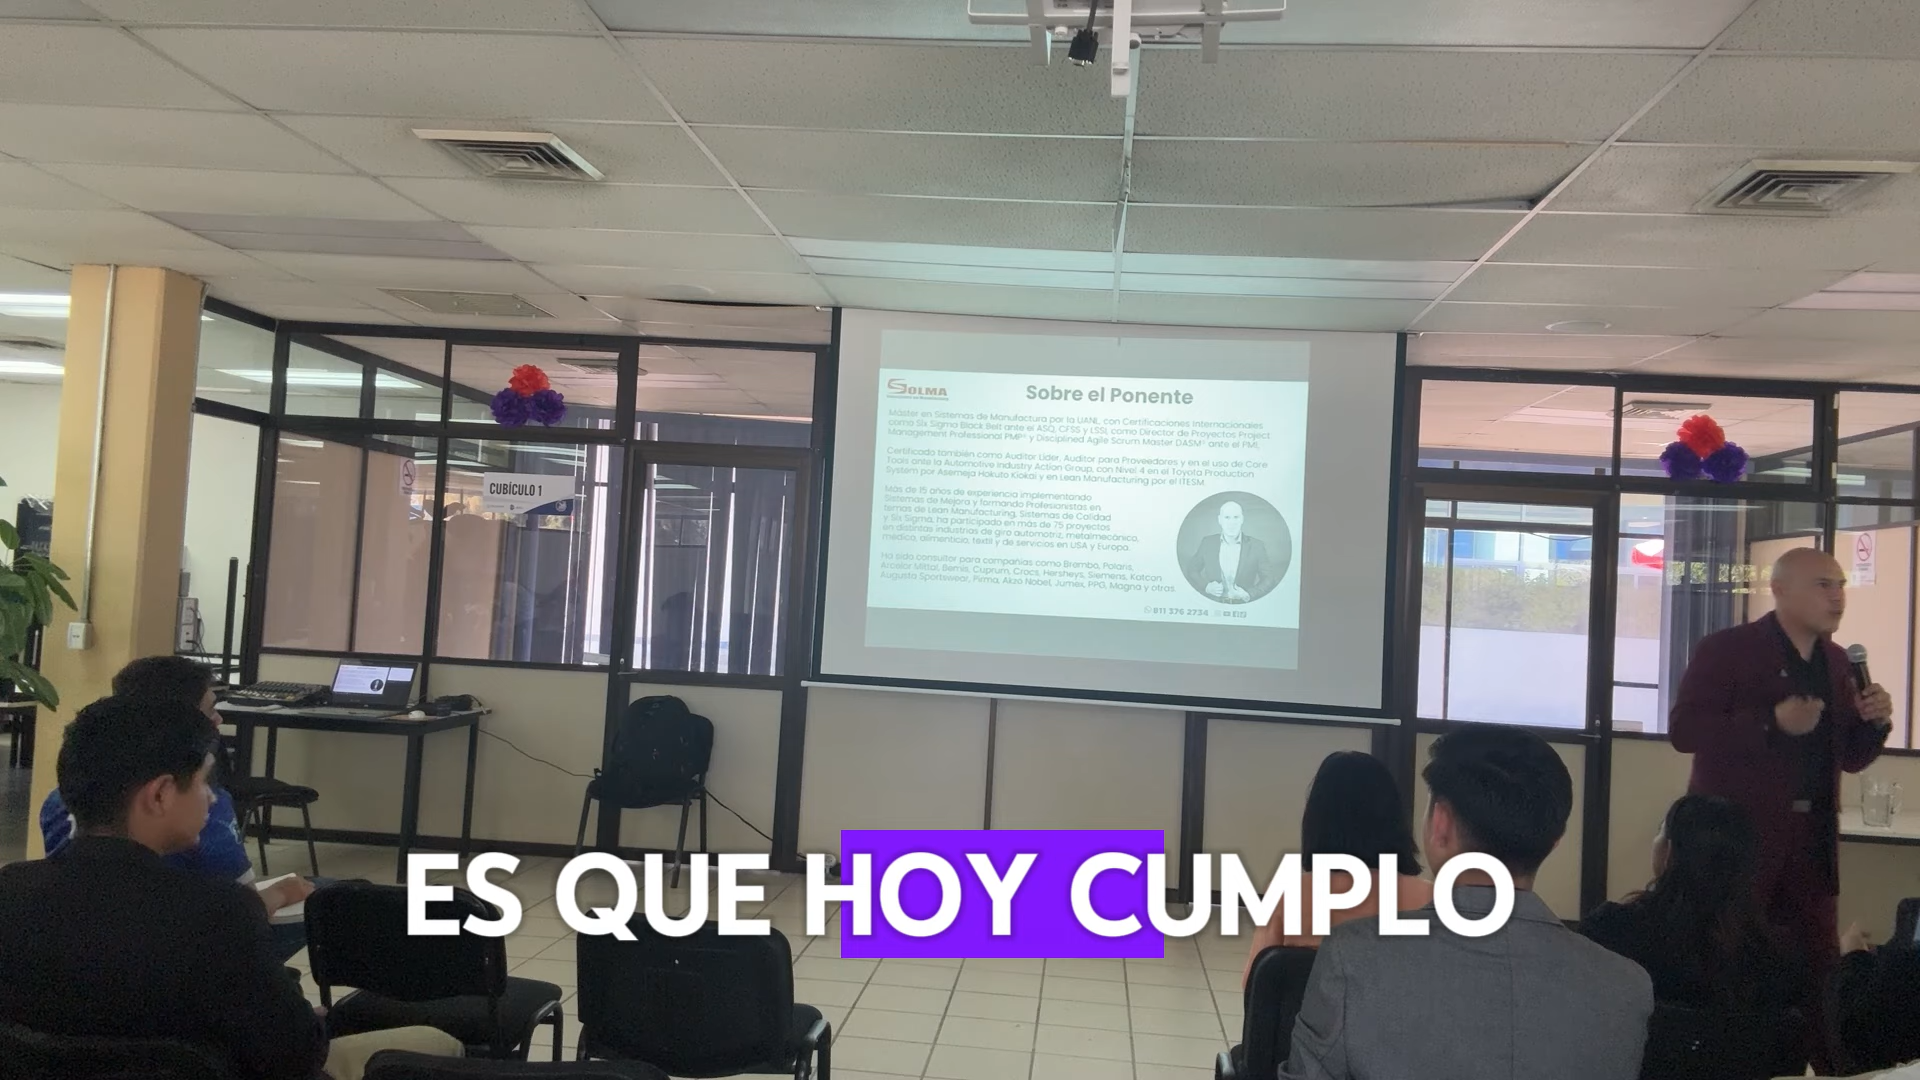 SOLMA
Sobre el Ponente
Máster en Sistemas de Manufactura por la UANL, con Certificaciones Internacionales
como Six Sigma Black Belt ante el ASQ, CFSS y LSSI, como Director de Proyectos Project
Management Professional PMP® y Disciplined Agile Scrum Master DASM® ante el PMI.
Certificado también como Auditor Líder, Auditor para Proveedores y en el uso de Core
Tools ante la Automotive Industry Action Group, con Nivel 4 en el Toyota Production
System por Asemeja Hokuto Kiokai y en Lean Manufacturing por el ITESM.
Más de 15 años de experiencia implementando
Sistemas de Mejora y formando Profesionistas en
temas de Lean Manufacturing, Sistemas de Calidad
y Six Sigma, ha participado en más de 75 proyectos
en distintas industrias de giro automotriz, metalmecánico,
médico, alimenticio, textil y de servicios en USA y Europa.
Ha sido consultor para compañías como Brembo, Polaris,
Arcelor Mittal, Bemis, Cuprum, Crocs, Hersheys, Siemens, Katcon
Augusta Sportswear, Pirma, Akzo Nobel, Jumex, PPG, Magna y otras.
811 376 2734
CUBÍCULO 1
ES QUE HOY CUMPLO